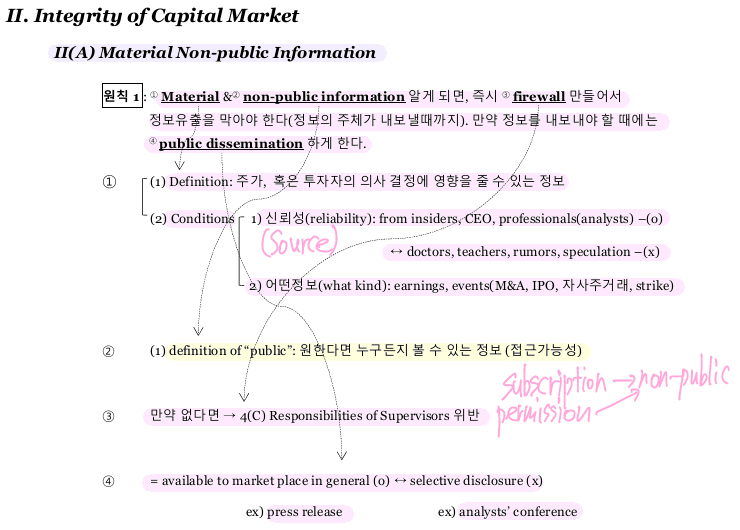 II. Integrity of Capital Market
II(A) Material Non-public Information
원칙 1 : ① Material & ② non-public information 알게 되면, 즉시 ③ firewall 만들어서
정보유출을 막아야 한다(정보의 주체가 내보낼때까지). 만약 정보를 내보내야 할 때에는
④ public dissemination 하게 한다.
① (1) Definition: 주가, 혹은 투자자의 의사 결정에 영향을 줄 수 있는 정보
(2) Conditions 1) 신뢰성(reliability): from insiders, CEO, professionals(analysts) –(o)
(Source)
↔ doctors, teachers, rumors, speculation –(x)
2) 어떤정보(what kind): earnings, events(M&A, IPO, 자사주거래, strike)
② (1) definition of “public”: 원한다면 누구든지 볼 수 있는 정보 (접근가능성)
subscription → non-public
permission
③ 만약 없다면 → 4(C) Responsibilities of Supervisors 위반
④ = available to market place in general (o) ↔ selective disclosure (x)
ex) press release ex) analysts’ conference